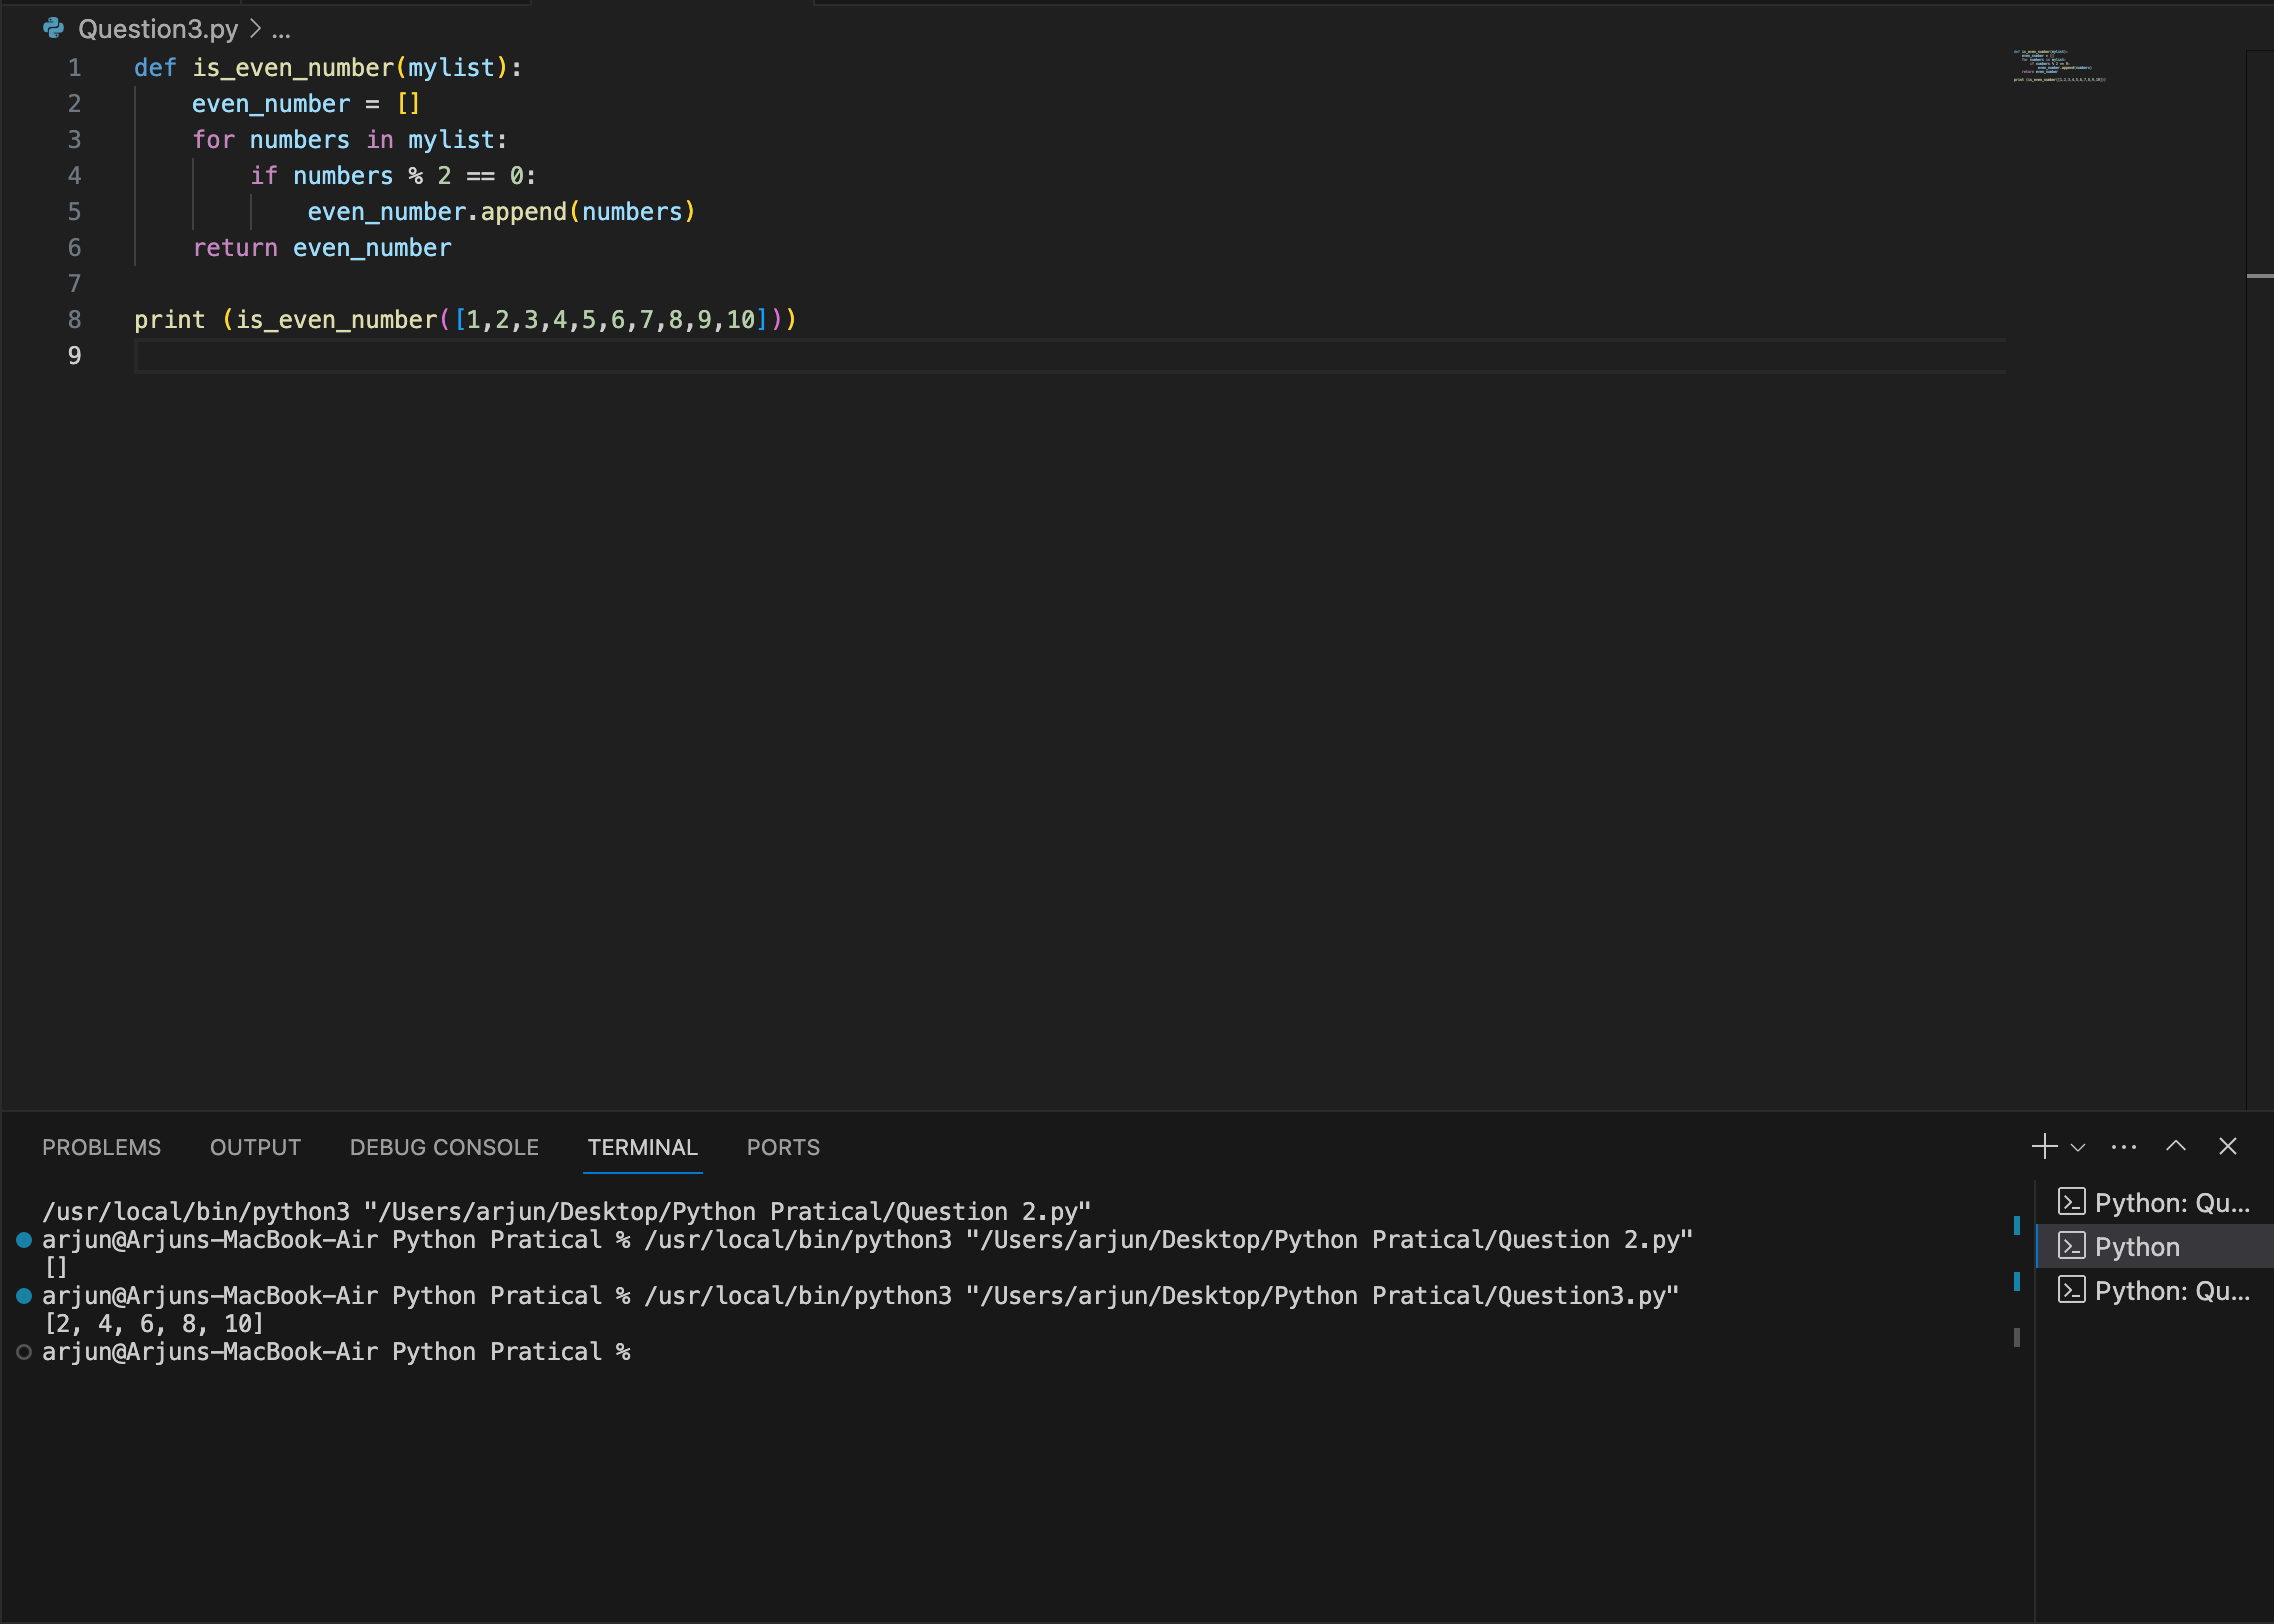 Question3.py > ...
1 def is_even_number(mylist):
2     even_number = []
3     for numbers in mylist:
4         if numbers % 2 == 0:
5             even_number.append(numbers)
6     return even_number
7
8 print (is_even_number([1,2,3,4,5,6,7,8,9,10]))
9
PROBLEMS OUTPUT DEBUG CONSOLE TERMINAL PORTS
/usr/local/bin/python3 "/Users/arjun/Desktop/Python Pratical/Question 2.py"
arjun@Arjuns-MacBook-Air Python Pratical % /usr/local/bin/python3 "/Users/arjun/Desktop/Python Pratical/Question 2.py"
[]
arjun@Arjuns-MacBook-Air Python Pratical % /usr/local/bin/python3 "/Users/arjun/Desktop/Python Pratical/Question3.py"
[2, 4, 6, 8, 10]
arjun@Arjuns-MacBook-Air Python Pratical %
Python: Qu...
Python
Python: Qu...